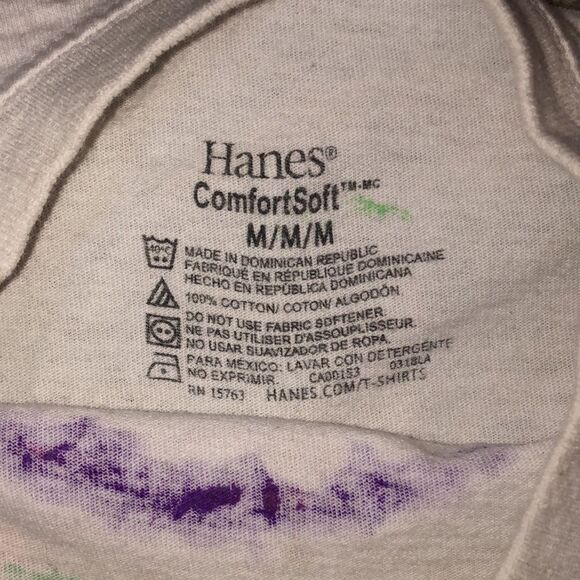 Hanes®
ComfortSoft™-MC
M/M/M
40°C
MADE IN DOMINICAN REPUBLIC
FABRIQUÉ EN RÉPUBLIQUE DOMINICAINE
HECHO EN REPÚBLICA DOMINICANA
100% COTTON/ COTON/ ALGODÓN
DO NOT USE FABRIC SOFTENER.
NE PAS UTILISER D'ASSOUPLISSEUR.
NO USAR SUAVIZADOR DE ROPA.
PARA MÉXICO: LAVAR CON DETERGENTE
NO EXPRIMIR. CA00153 0318LA
RN 15763 HANES.COM/T-SHIRTS